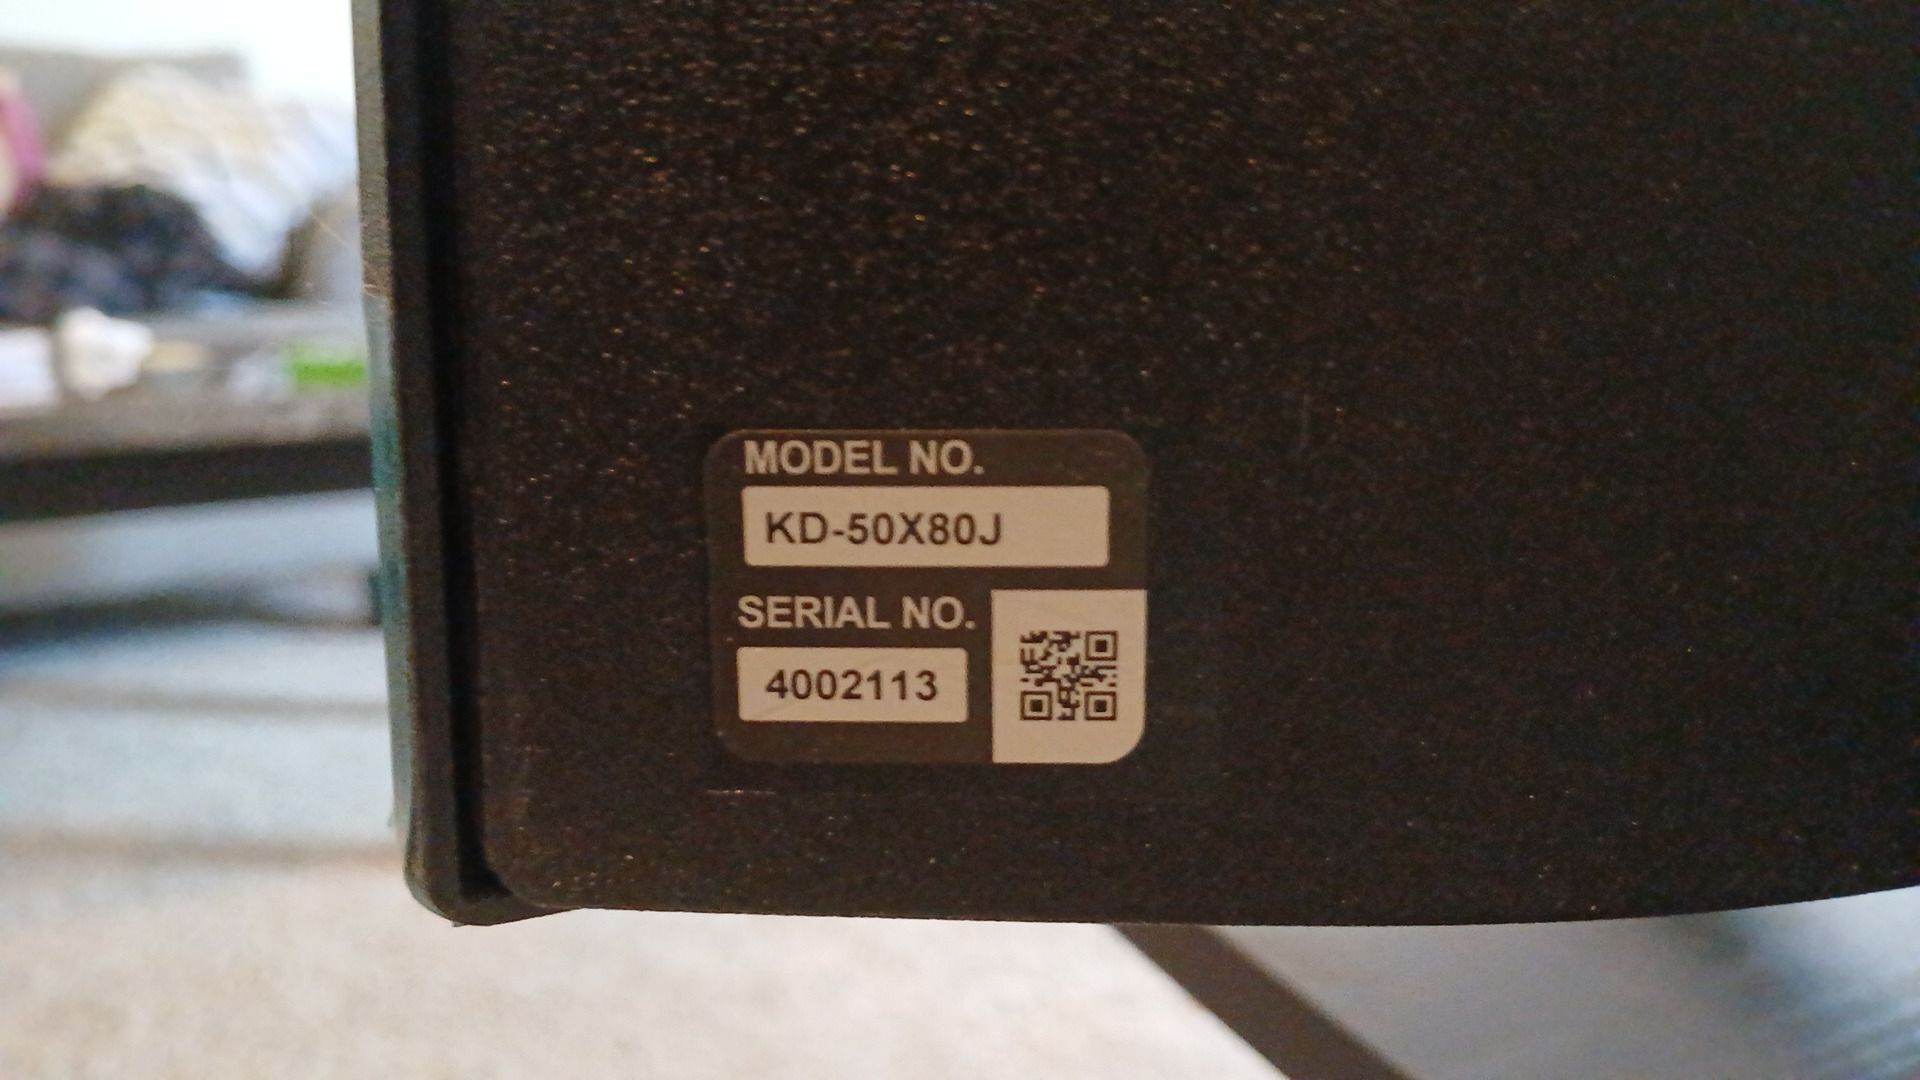 MODEL NO.
KD-50X80J
SERIAL NO.
4002113